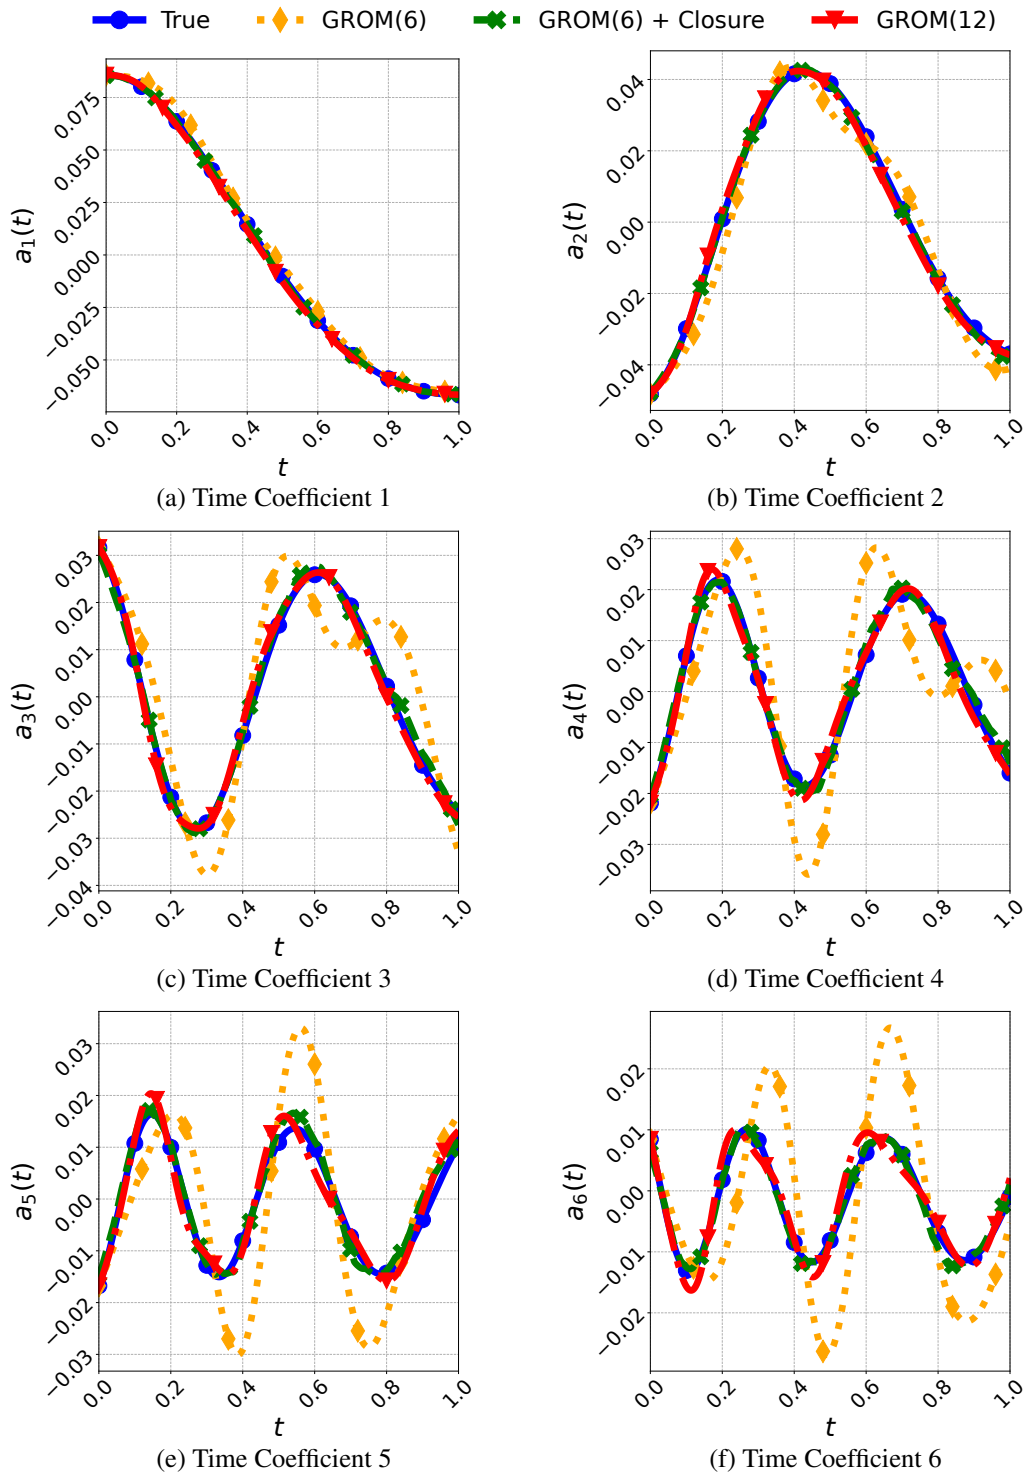 True GROM(6) GROM(6) + Closure GROM(12)
0.075
0.050
0.025
0.000
−0.025
−0.050
a1(t)
0.0 0.2 0.4 0.6 0.8 1.0
t
(a) Time Coefficient 1
0.04
0.02
0.00
−0.02
−0.04
a2(t)
0.0 0.2 0.4 0.6 0.8 1.0
t
(b) Time Coefficient 2
0.03
0.02
0.01
0.00
−0.01
−0.02
−0.03
−0.04
a3(t)
0.0 0.2 0.4 0.6 0.8 1.0
t
(c) Time Coefficient 3
0.03
0.02
0.01
0.00
−0.01
−0.02
−0.03
a4(t)
0.0 0.2 0.4 0.6 0.8 1.0
t
(d) Time Coefficient 4
0.03
0.02
0.01
0.00
−0.01
−0.02
−0.03
a5(t)
0.0 0.2 0.4 0.6 0.8 1.0
t
(e) Time Coefficient 5
0.02
0.01
0.00
−0.01
−0.02
a6(t)
0.0 0.2 0.4 0.6 0.8 1.0
t
(f) Time Coefficient 6